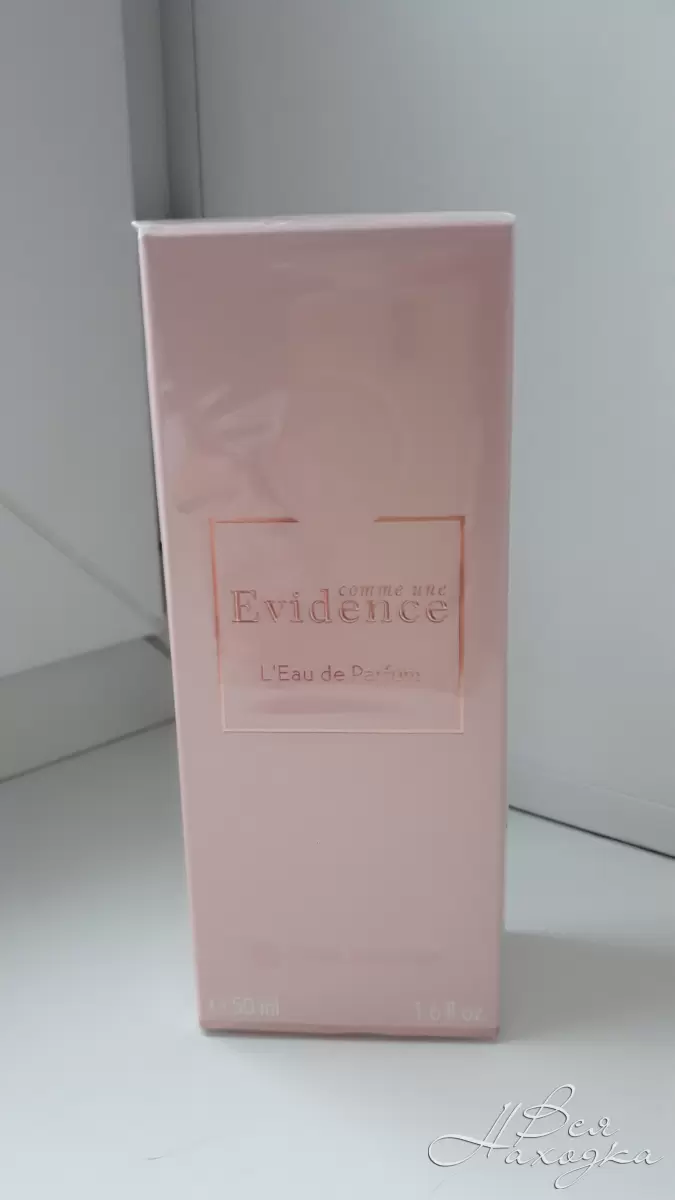 comme une
Evidence
L'Eau de Parfum
e 50 ml 1.6 fl oz
Вся
Находка